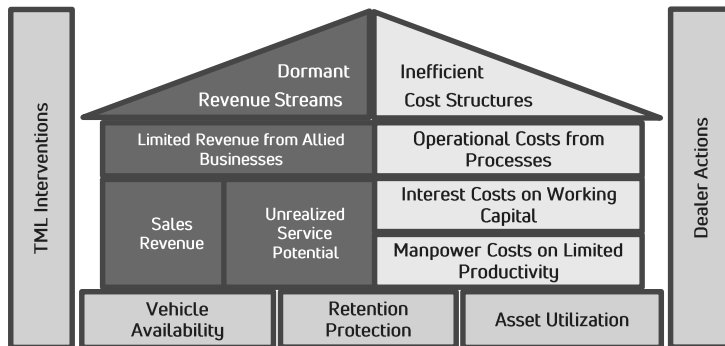 TML Interventions
Dormant
Revenue Streams
Inefficient
Cost Structures
Limited Revenue from Allied
Businesses
Operational Costs from
Processes
Sales
Revenue
Unrealized
Service
Potential
Interest Costs on Working
Capital
Manpower Costs on Limited
Productivity
Vehicle
Availability
Retention
Protection
Asset Utilization
Dealer Actions